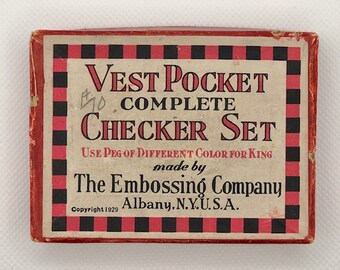 VEST POCKET
COMPLETE
CHECKER SET
USE PEG OF DIFFERENT COLOR FOR KING
made by
The Embossing Company
Albany, N.Y. U.S.A.
Copyright 1929